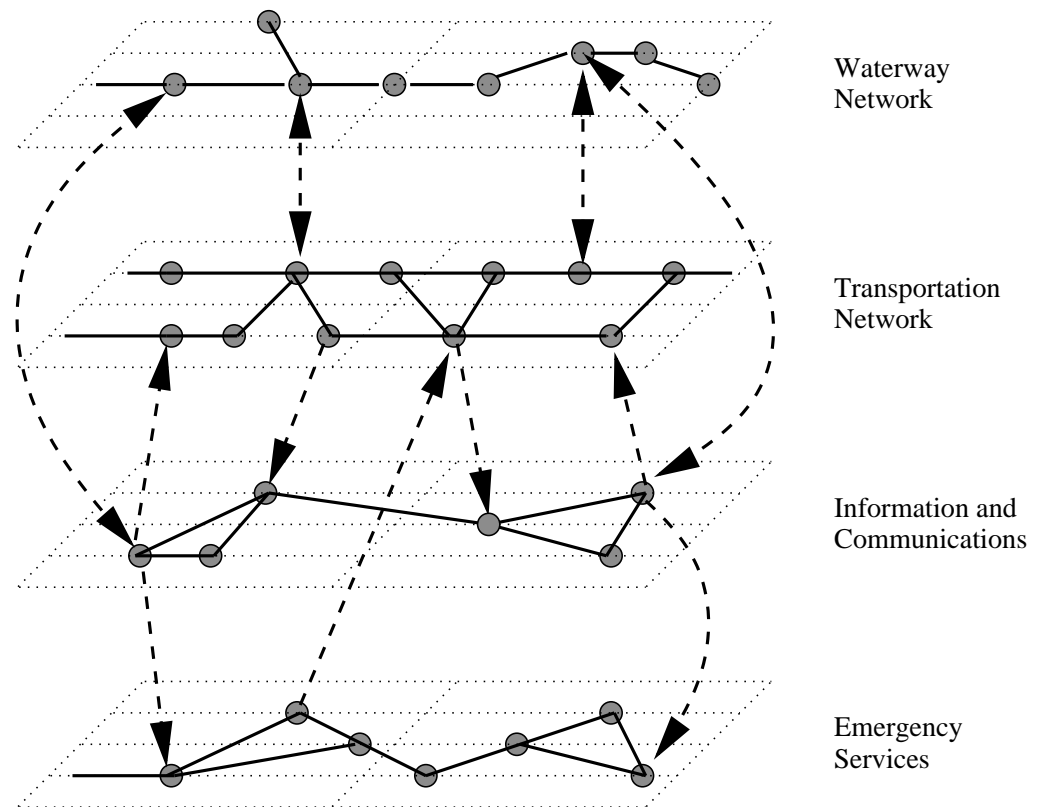 Waterway
Network
Transportation
Network
Information and
Communications
Emergency
Services